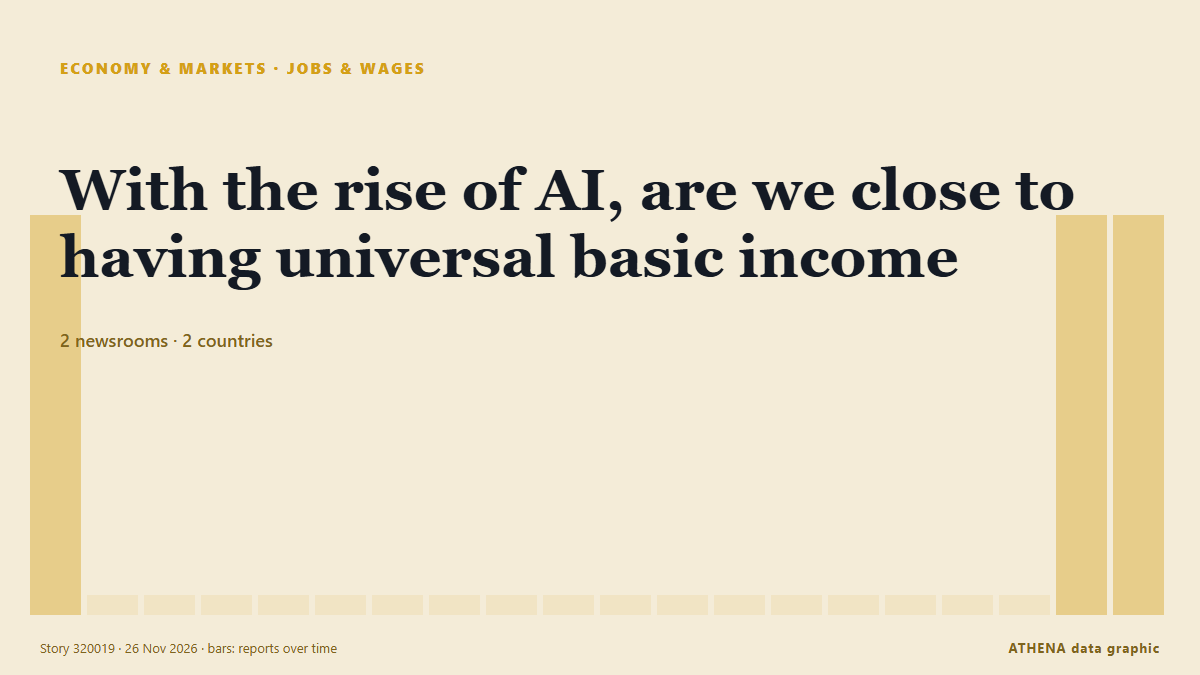 ECONOMY & MARKETS · JOBS & WAGES
With the rise of AI, are we close to
having universal basic income
2 newsrooms · 2 countries
Story 320019 · 26 Nov 2026 · bars: reports over time
ATHENA data graphic